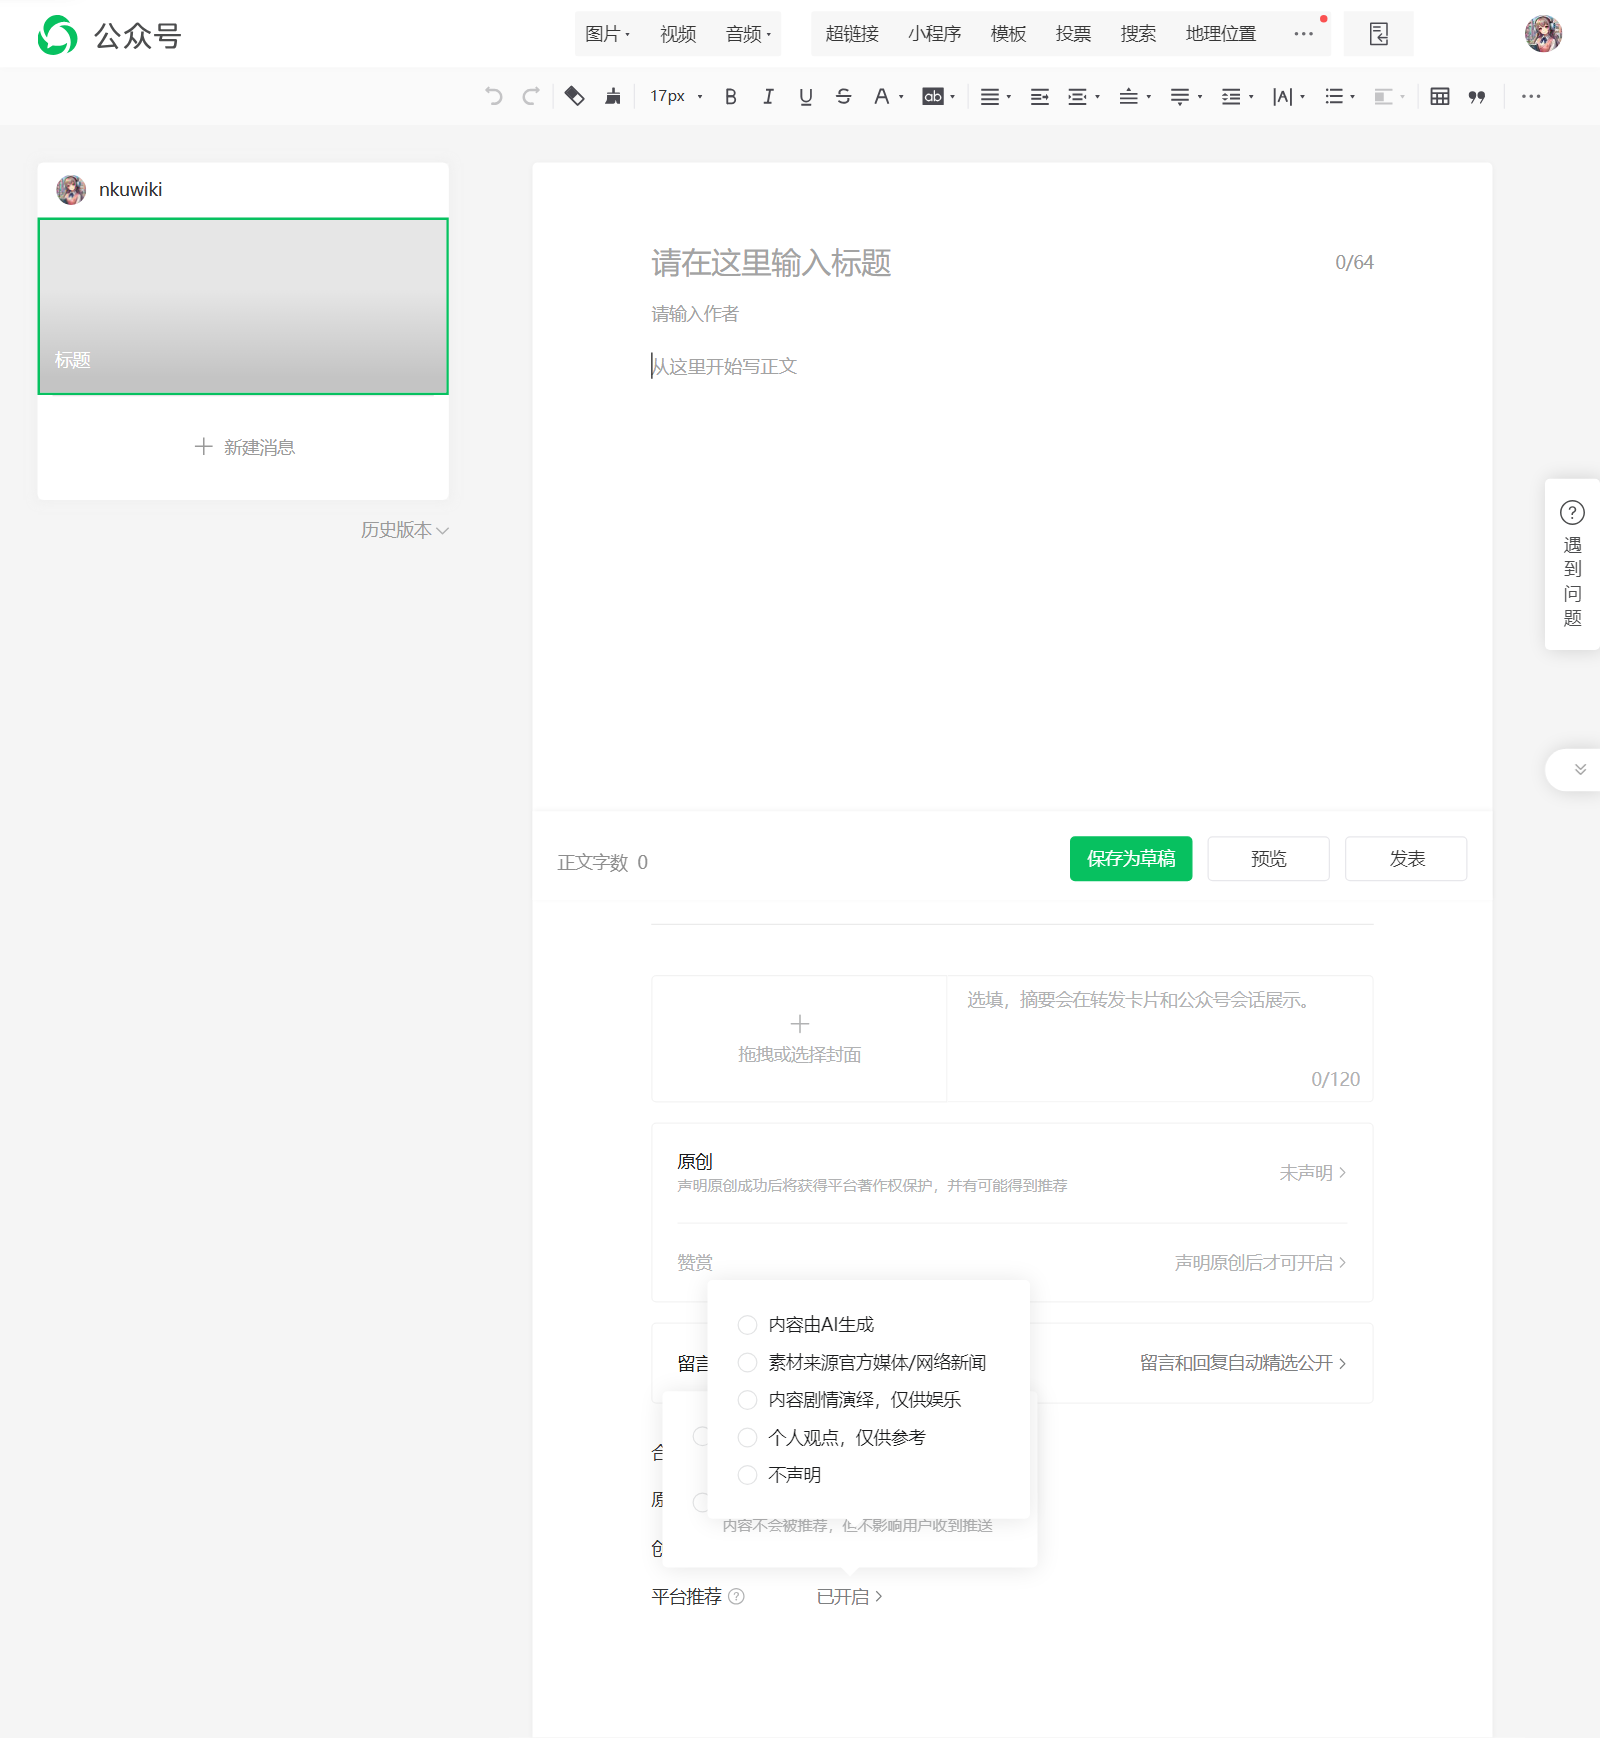 公众号
图片 视频 音频 超链接 小程序 模板 投票 搜索 地理位置 ···
17px B I U S A ab A ···
nkuwiki
标题
新建消息
历史版本
请在这里输入标题 0/64
请输入作者
从这里开始写正文
遇到问题
正文字数 0 保存为草稿 预览 发表
拖拽或选择封面
选填，摘要会在转发卡片和公众号会话展示。
0/120
原创
声明原创成功后将获得平台著作权保护，并有可能得到推荐
未声明
赞赏 声明原创后才可开启
留言 留言和回复自动精选公开
内容由AI生成
素材来源官方媒体/网络新闻
内容剧情演绎，仅供娱乐
个人观点，仅供参考
不声明
合
原
内容不会被推荐，但不影响用户收到推送
创
平台推荐 已开启